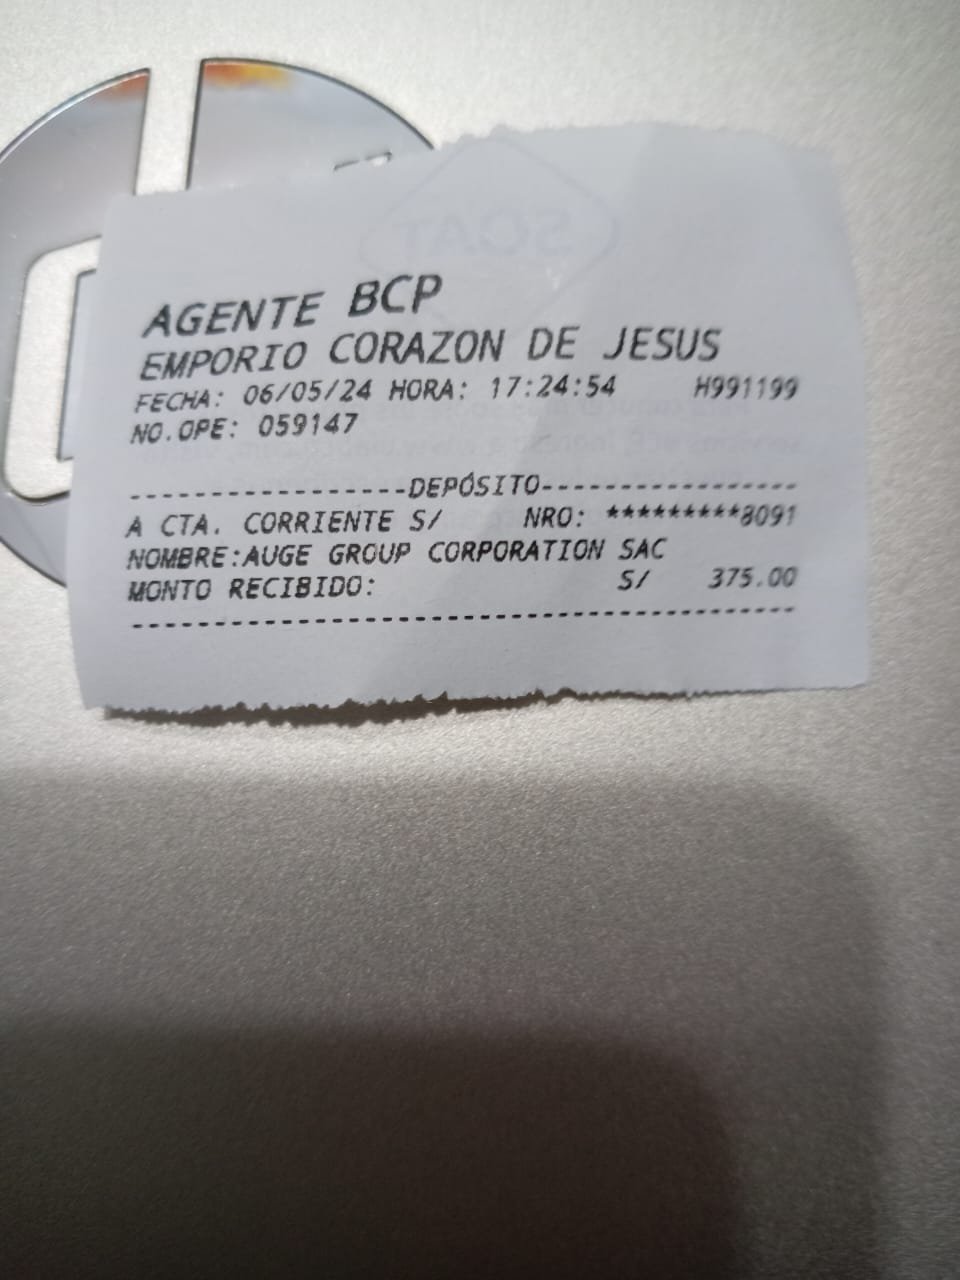 AGENTE BCP
EMPORIO CORAZON DE JESUS
FECHA: 06/05/24 HORA: 17:24:54 H991199
NO.OPE: 059147
-----------------DEPÓSITO-----------------
A CTA. CORRIENTE S/ NRO: *********8091
NOMBRE:AUGE GROUP CORPORATION SAC
MONTO RECIBIDO: S/ 375.00
------------------------------------------